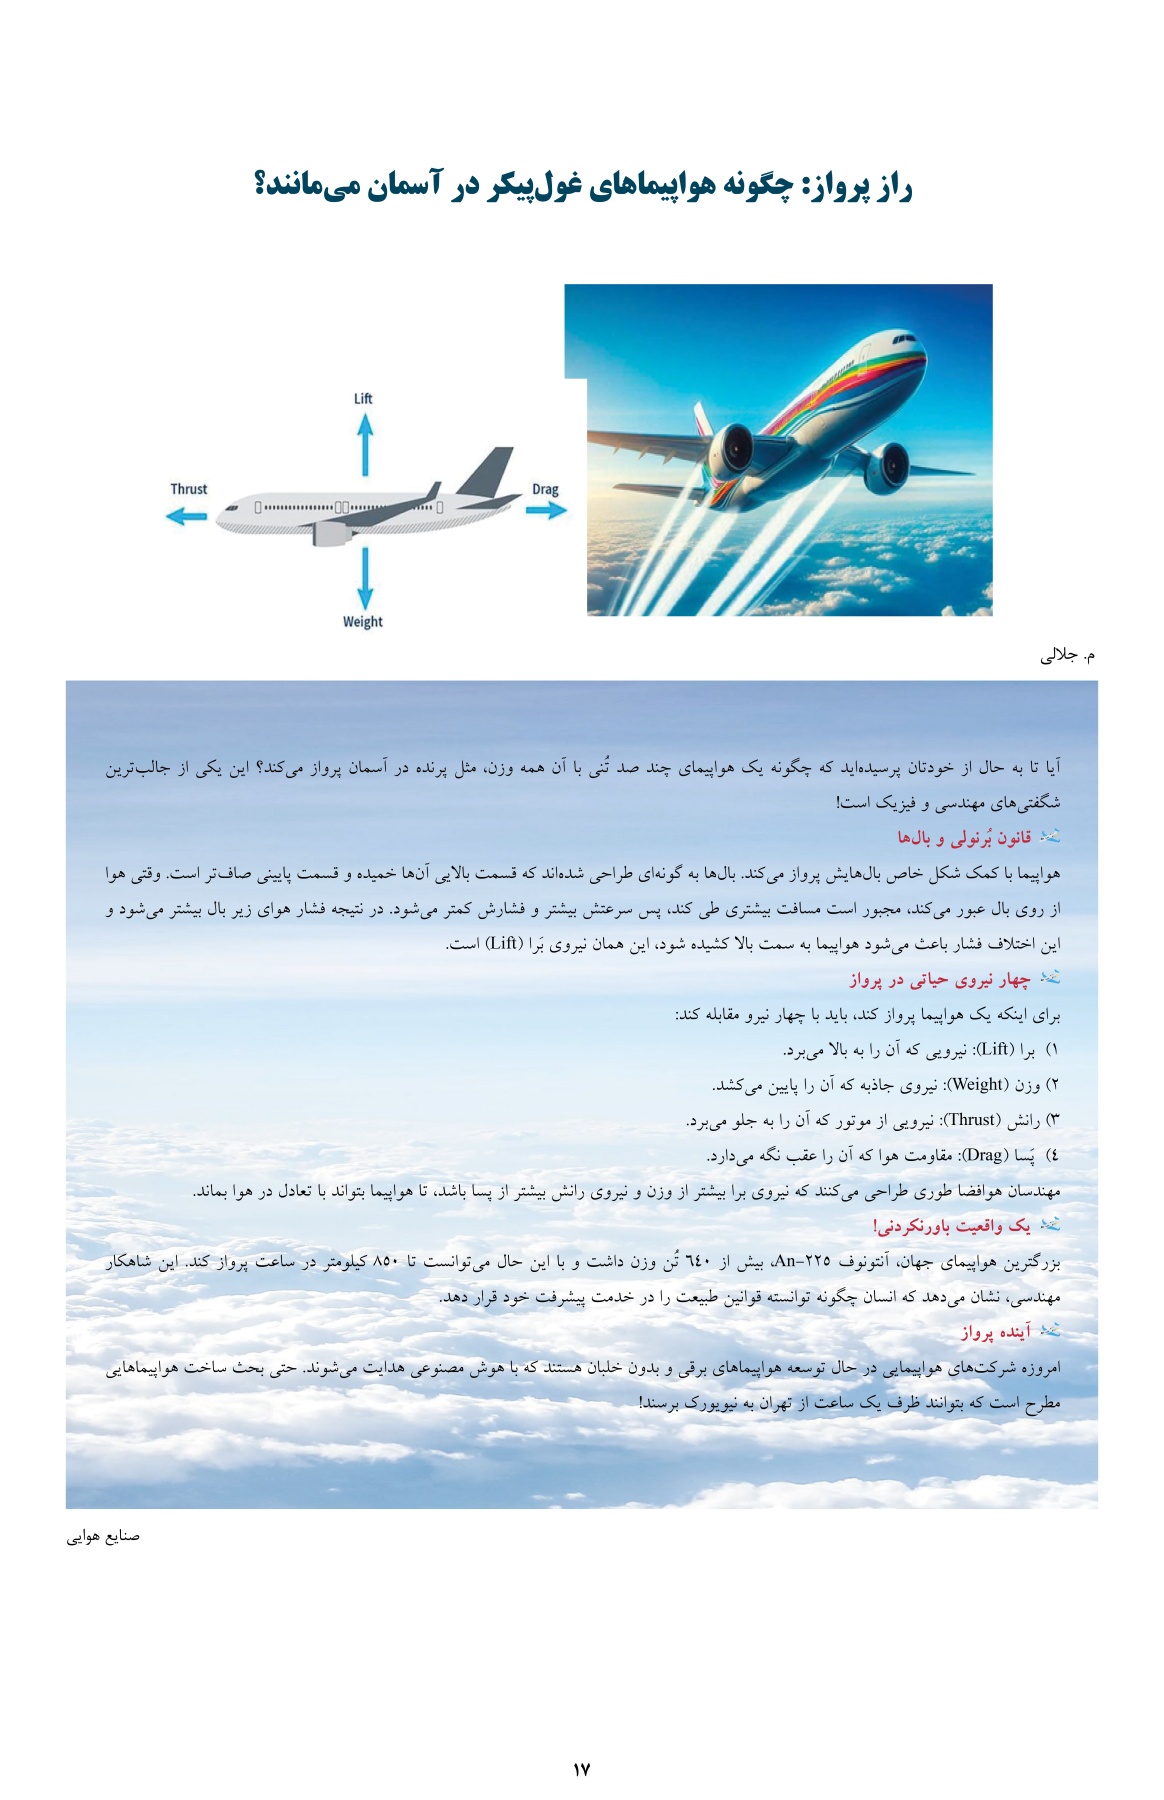 راز پرواز: چگونه هواپیماهای غول‌پیکر در آسمان می‌مانند؟
Lift
Thrust
Drag
Weight
م. جلالی
آیا تا به حال از خودتان پرسیده‌اید که چگونه یک هواپیمای چند صد تُنی با آن همه وزن، مثل پرنده در آسمان پرواز می‌کند؟ این یکی از جالب‌ترین
شگفتی‌های مهندسی و فیزیک است!
قانون بُرنولی و بال‌ها
هواپیما با کمک شکل خاص بال‌هایش پرواز می‌کند. بال‌ها به گونه‌ای طراحی شده‌اند که قسمت بالایی آن‌ها خمیده و قسمت پایینی صاف‌تر است. وقتی هوا
از روی بال عبور می‌کند، مجبور است مسافت بیشتری طی کند، پس سرعتش بیشتر و فشارش کمتر می‌شود. در نتیجه فشار هوای زیر بال بیشتر می‌شود و
این اختلاف فشار باعث می‌شود هواپیما به سمت بالا کشیده شود، این همان نیروی بَرا (Lift) است.
چهار نیروی حیاتی در پرواز
برای اینکه یک هواپیما پرواز کند، باید با چهار نیرو مقابله کند:
۱) برا (Lift): نیرویی که آن را به بالا می‌برد.
۲) وزن (Weight): نیروی جاذبه که آن را پایین می‌کشد.
۳) رانش (Thrust): نیرویی از موتور که آن را به جلو می‌برد.
٤) پَسا (Drag): مقاومت هوا که آن را عقب نگه می‌دارد.
مهندسان هوافضا طوری طراحی می‌کنند که نیروی برا بیشتر از وزن و نیروی رانش بیشتر از پسا باشد، تا هواپیما بتواند با تعادل در هوا بماند.
یک واقعیت باورنکردنی!
بزرگترین هواپیمای جهان، آنتونوف An-۲۲۵، بیش از ٦٤۰ تُن وزن داشت و با این حال می‌توانست تا ۸۵۰ کیلومتر در ساعت پرواز کند. این شاهکار
مهندسی، نشان می‌دهد که انسان چگونه توانسته قوانین طبیعت را در خدمت پیشرفت خود قرار دهد.
آینده پرواز
امروزه شرکت‌های هواپیمایی در حال توسعه هواپیماهای برقی و بدون خلبان هستند که با هوش مصنوعی هدایت می‌شوند. حتی بحث ساخت هواپیماهایی
مطرح است که بتوانند ظرف یک ساعت از تهران به نیویورک برسند!
صنایع هوایی
۱۷